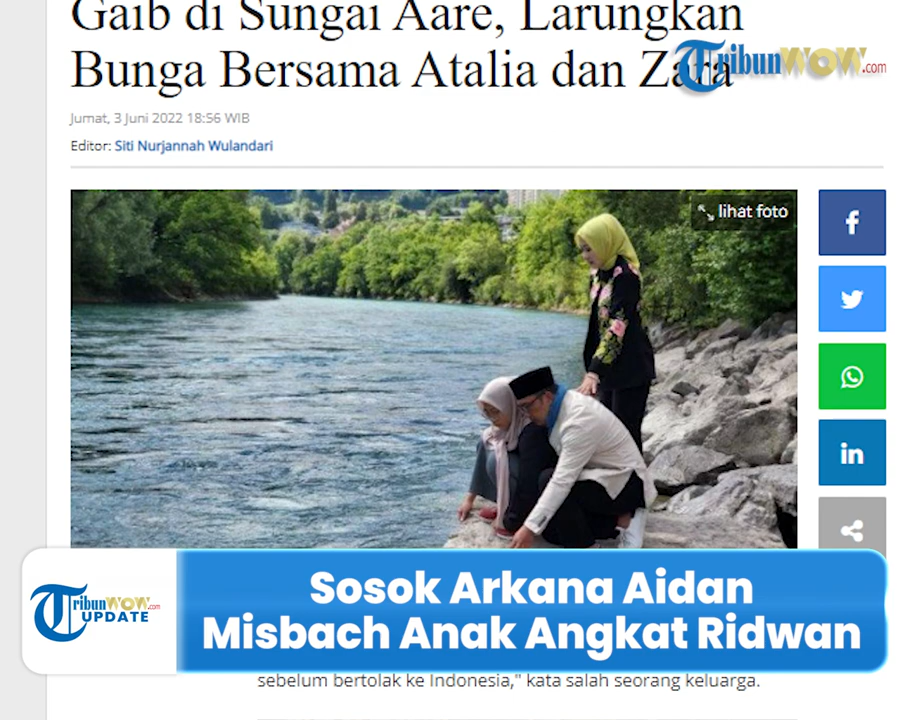 Gaib di Sungai Aare, Larungkan
Bunga Bersama Atalia dan Zara
TribunWOW.com
Jumat, 3 Juni 2022 18:56 WIB
Editor: Siti Nurjannah Wulandari
lihat foto
Sosok Arkana Aidan
Misbach Anak Angkat Ridwan
TribunWOW.com
UPDATE
sebelum bertolak ke Indonesia," kata salah seorang keluarga.